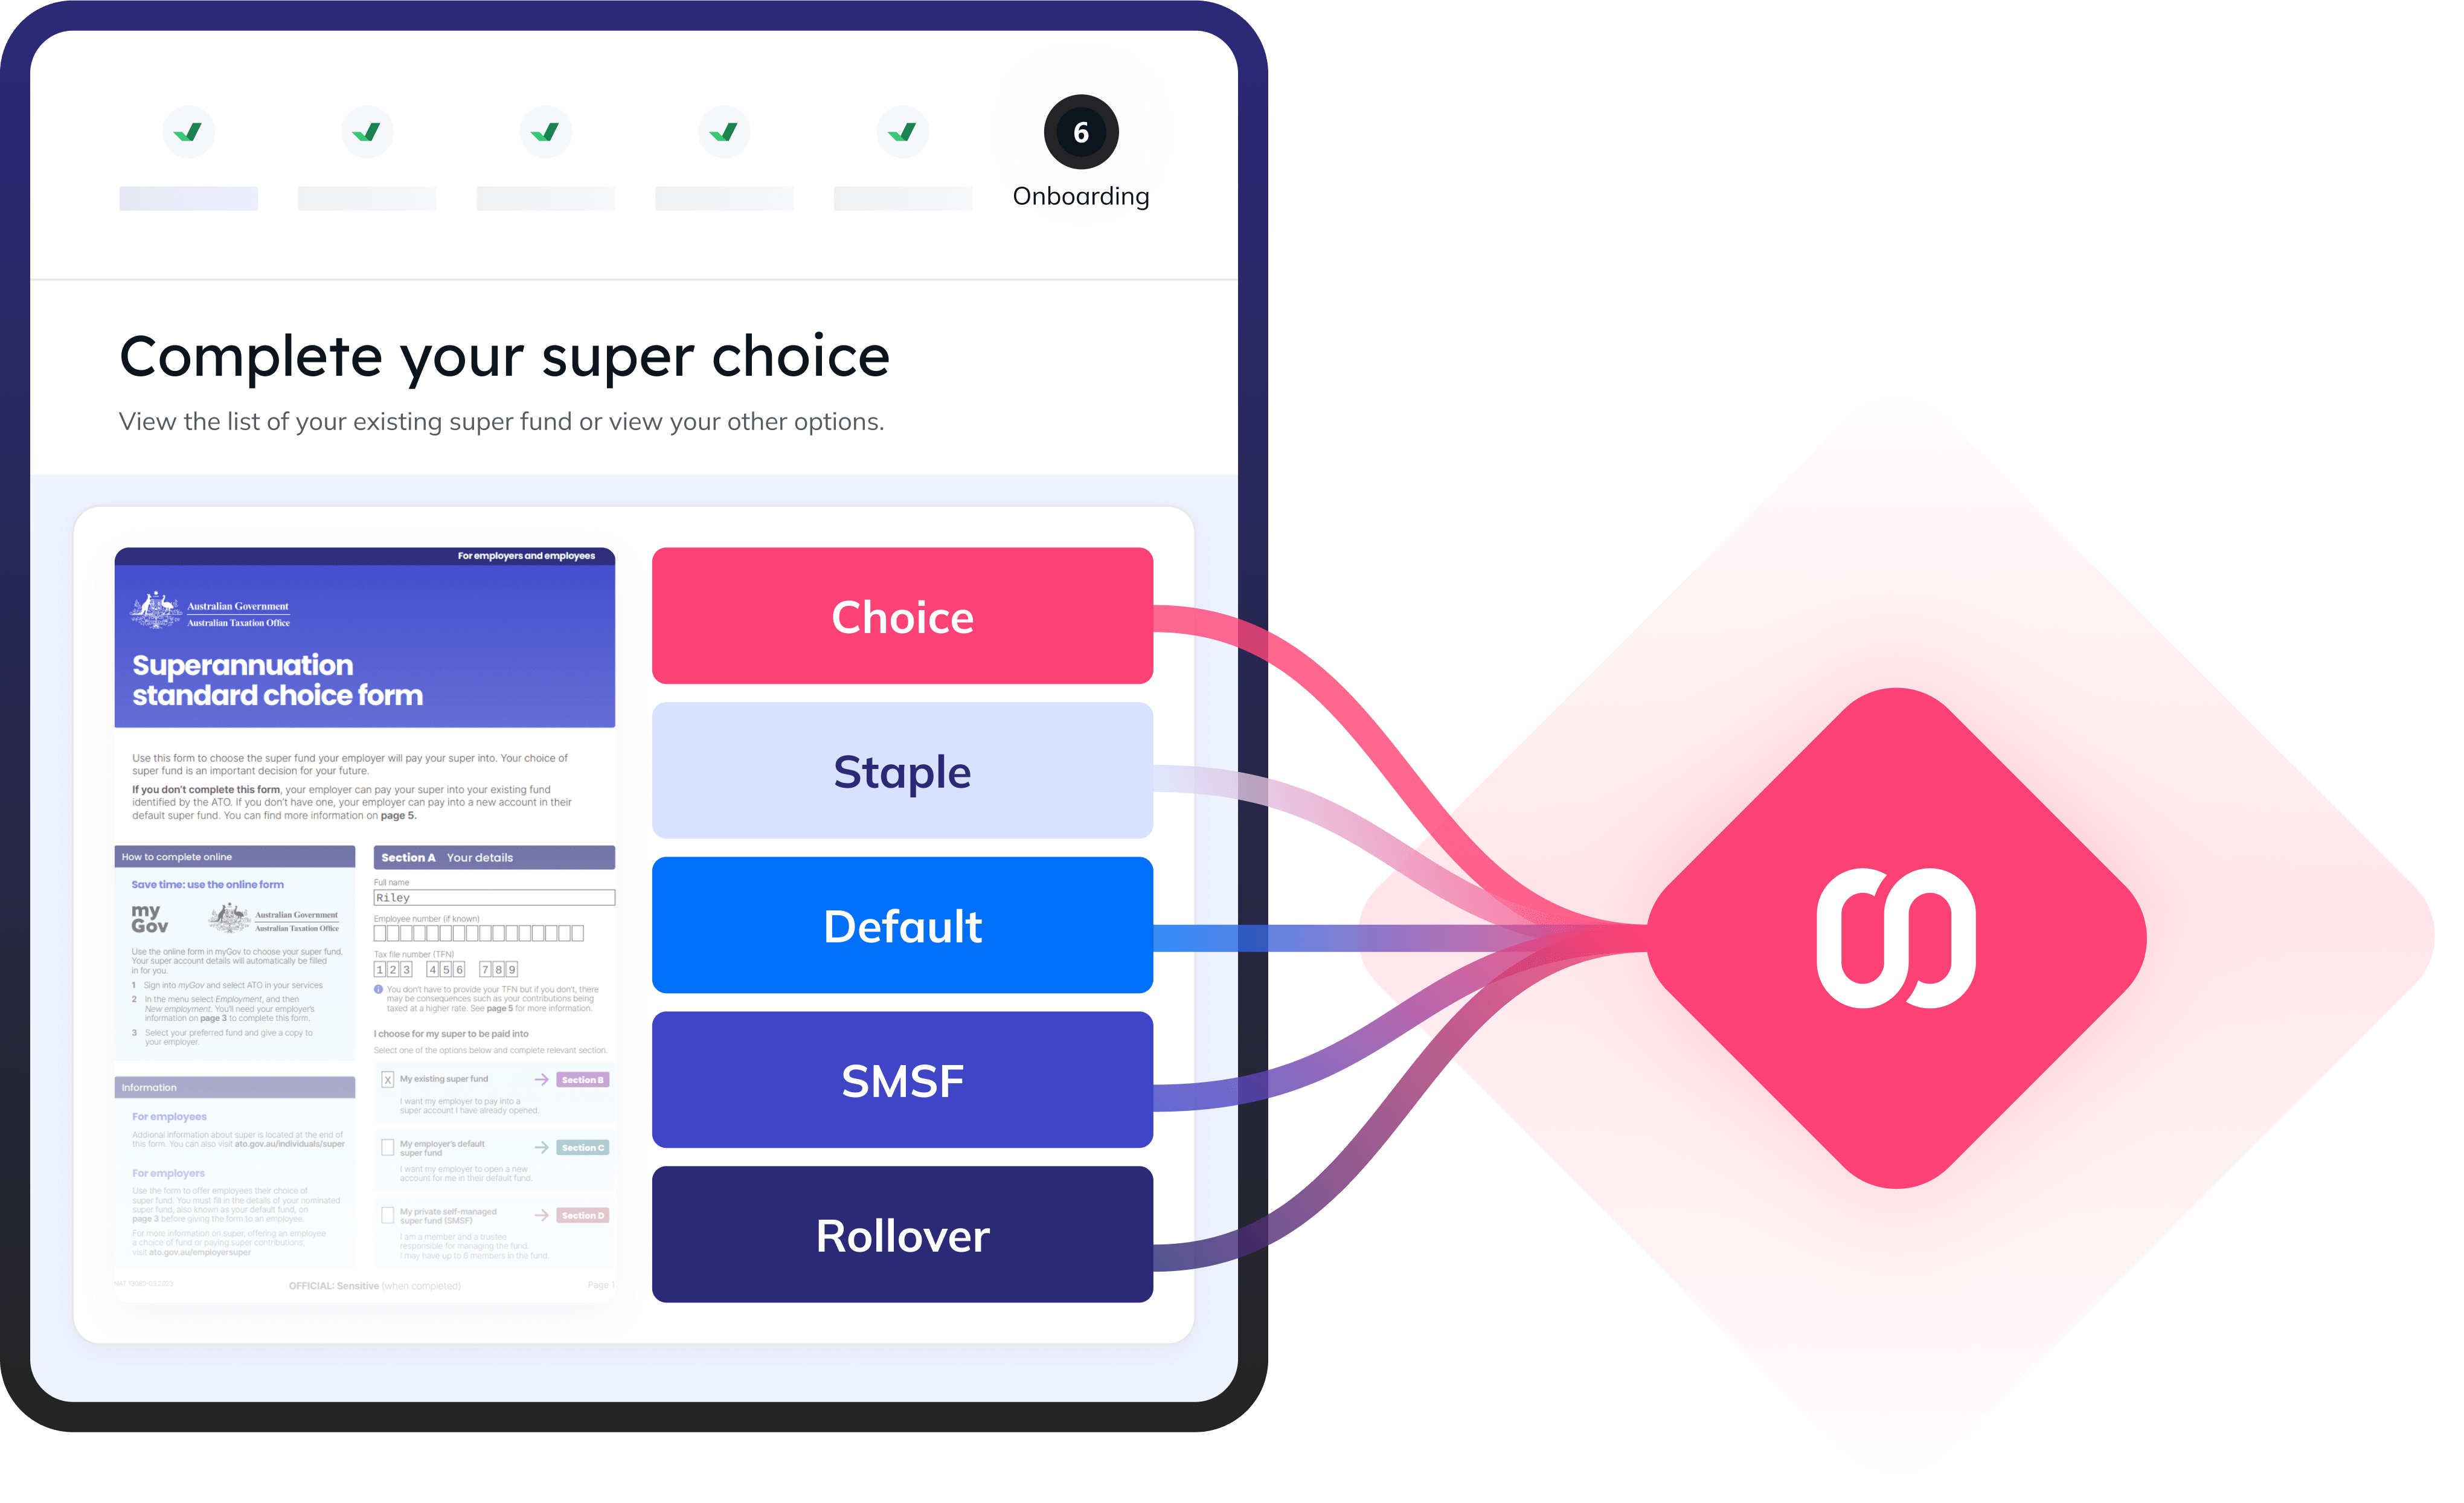 6
Onboarding
Complete your super choice
View the list of your existing super fund or view your other options.
For employers and employees
Australian Government
Australian Taxation Office
Superannuation
standard choice form
Use this form to choose the super fund your employer will pay your super into. Your choice of
super fund is an important decision for your future.
If you don't complete this form, your employer can pay your super into your existing fund
identified by the ATO. If you don't have one, your employer can pay into a new account in their
default super fund. You can find more information on page 5.
How to complete online
Save time: use the online form
my
Gov
Australian Government
Australian Taxation Office
Use the online form in myGov to choose your super fund.
Your super account details will automatically be filled
in for you.
1 Sign into myGov and select ATO in your services
2 In the menu select Employment, and then
New employment. You'll need your employer's
information on page 3 to complete this form.
3 Select your preferred fund and give a copy to
your employer.
Information
For employees
Addional information about super is located at the end of
this form. You can also visit ato.gov.au/individuals/super
For employers
Use the form to offer employees their choice of
super fund. You must fill in the details of your nominated
super fund, also known as your default fund, on
page 3 before giving the form to an employee.
For more information on super, offering an employee
a choice of fund or paying super contributions,
visit ato.gov.au/employersuper
Section A Your details
Full name
Riley
Employee number (if known)
Tax file number (TFN)
123 456 789
You don't have to provide your TFN but if you don't, there
may be consequences such as your contributions being
taxed at a higher rate. See page 5 for more information.
I choose for my super to be paid into
Select one of the options below and complete relevant section.
X My existing super fund → Section B
I want my employer to pay into a
super account I have already opened.
My employer's default
super fund → Section C
I want my employer to open a new
account for me in their default fund.
My private self-managed
super fund (SMSF) → Section D
I am a member and a trustee
responsible for managing the fund.
I may have up to 6 members in the fund.
NAT 13080-03.2023
OFFICIAL: Sensitive (when completed)
Page 1
Choice
Staple
Default
SMSF
Rollover